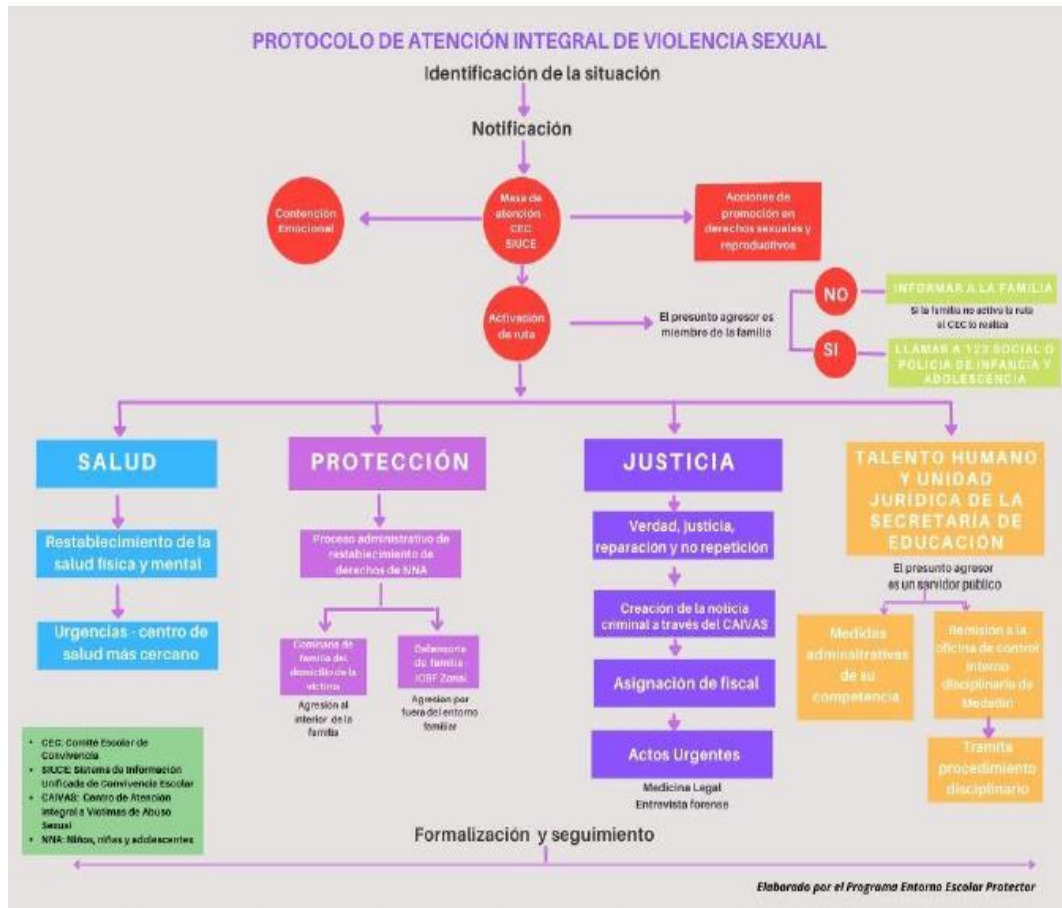 PROTOCOLO DE ATENCIÓN INTEGRAL DE VIOLENCIA SEXUAL
Identificación de la situación
Notificación
Contención
Emocional
Mesa de
atención
CEC
SIUCE
Acciones de
promoción en
derechos sexuales y
reproductivos
Activación
de ruta
El presunto agresor es
miembro de la familia
NO
INFORMAR A LA FAMILIA
Si la familia no activa la ruta
el CEC lo realiza
SI
LLAMAR A 123 SOCIAL O
POLICIA DE INFANCIA Y
ADOLESCENCIA
SALUD
Restablecimiento de la
salud física y mental
Urgencias - centro de
salud más cercano
PROTECCIÓN
Proceso administrativo de
restablecimiento de
derechos de NNA
Comisaria de
familia del
domicilio de la
víctima
Agresión al
interior de la
familia
Defensoria
de familia
ICBF Zonal
Agresion por
fuera del entorno
familiar
JUSTICIA
Verdad, justicia,
reparación y no repetición
Creación de la noticia
criminal a través del CAIVAS
Asignación de fiscal
Actos Urgentes
Medicina Legal
Entrevista forense
TALENTO HUMANO
Y UNIDAD
JURÍDICA DE LA
SECRETARÍA DE
EDUCACIÓN
El presunto agresor
es un servidor público
Medidas
adminsitrativas
de su
competencia
Remisión a la
oficina de control
interno
disciplinario de
Medellín
Tramita
procedimiento
disciplinario
CEC: Comité Escolar de
Convivencia
SIUCE: Sistema de Información
Unificada de Convivencia Escolar
CAIVAS: Centro de Atención
Integral a Víctimas de Abuso
Sexual
NNA: Niños, niñas y adolescentes
Formalización y seguimiento
Elaborado por el Programa Entorno Escolar Protector